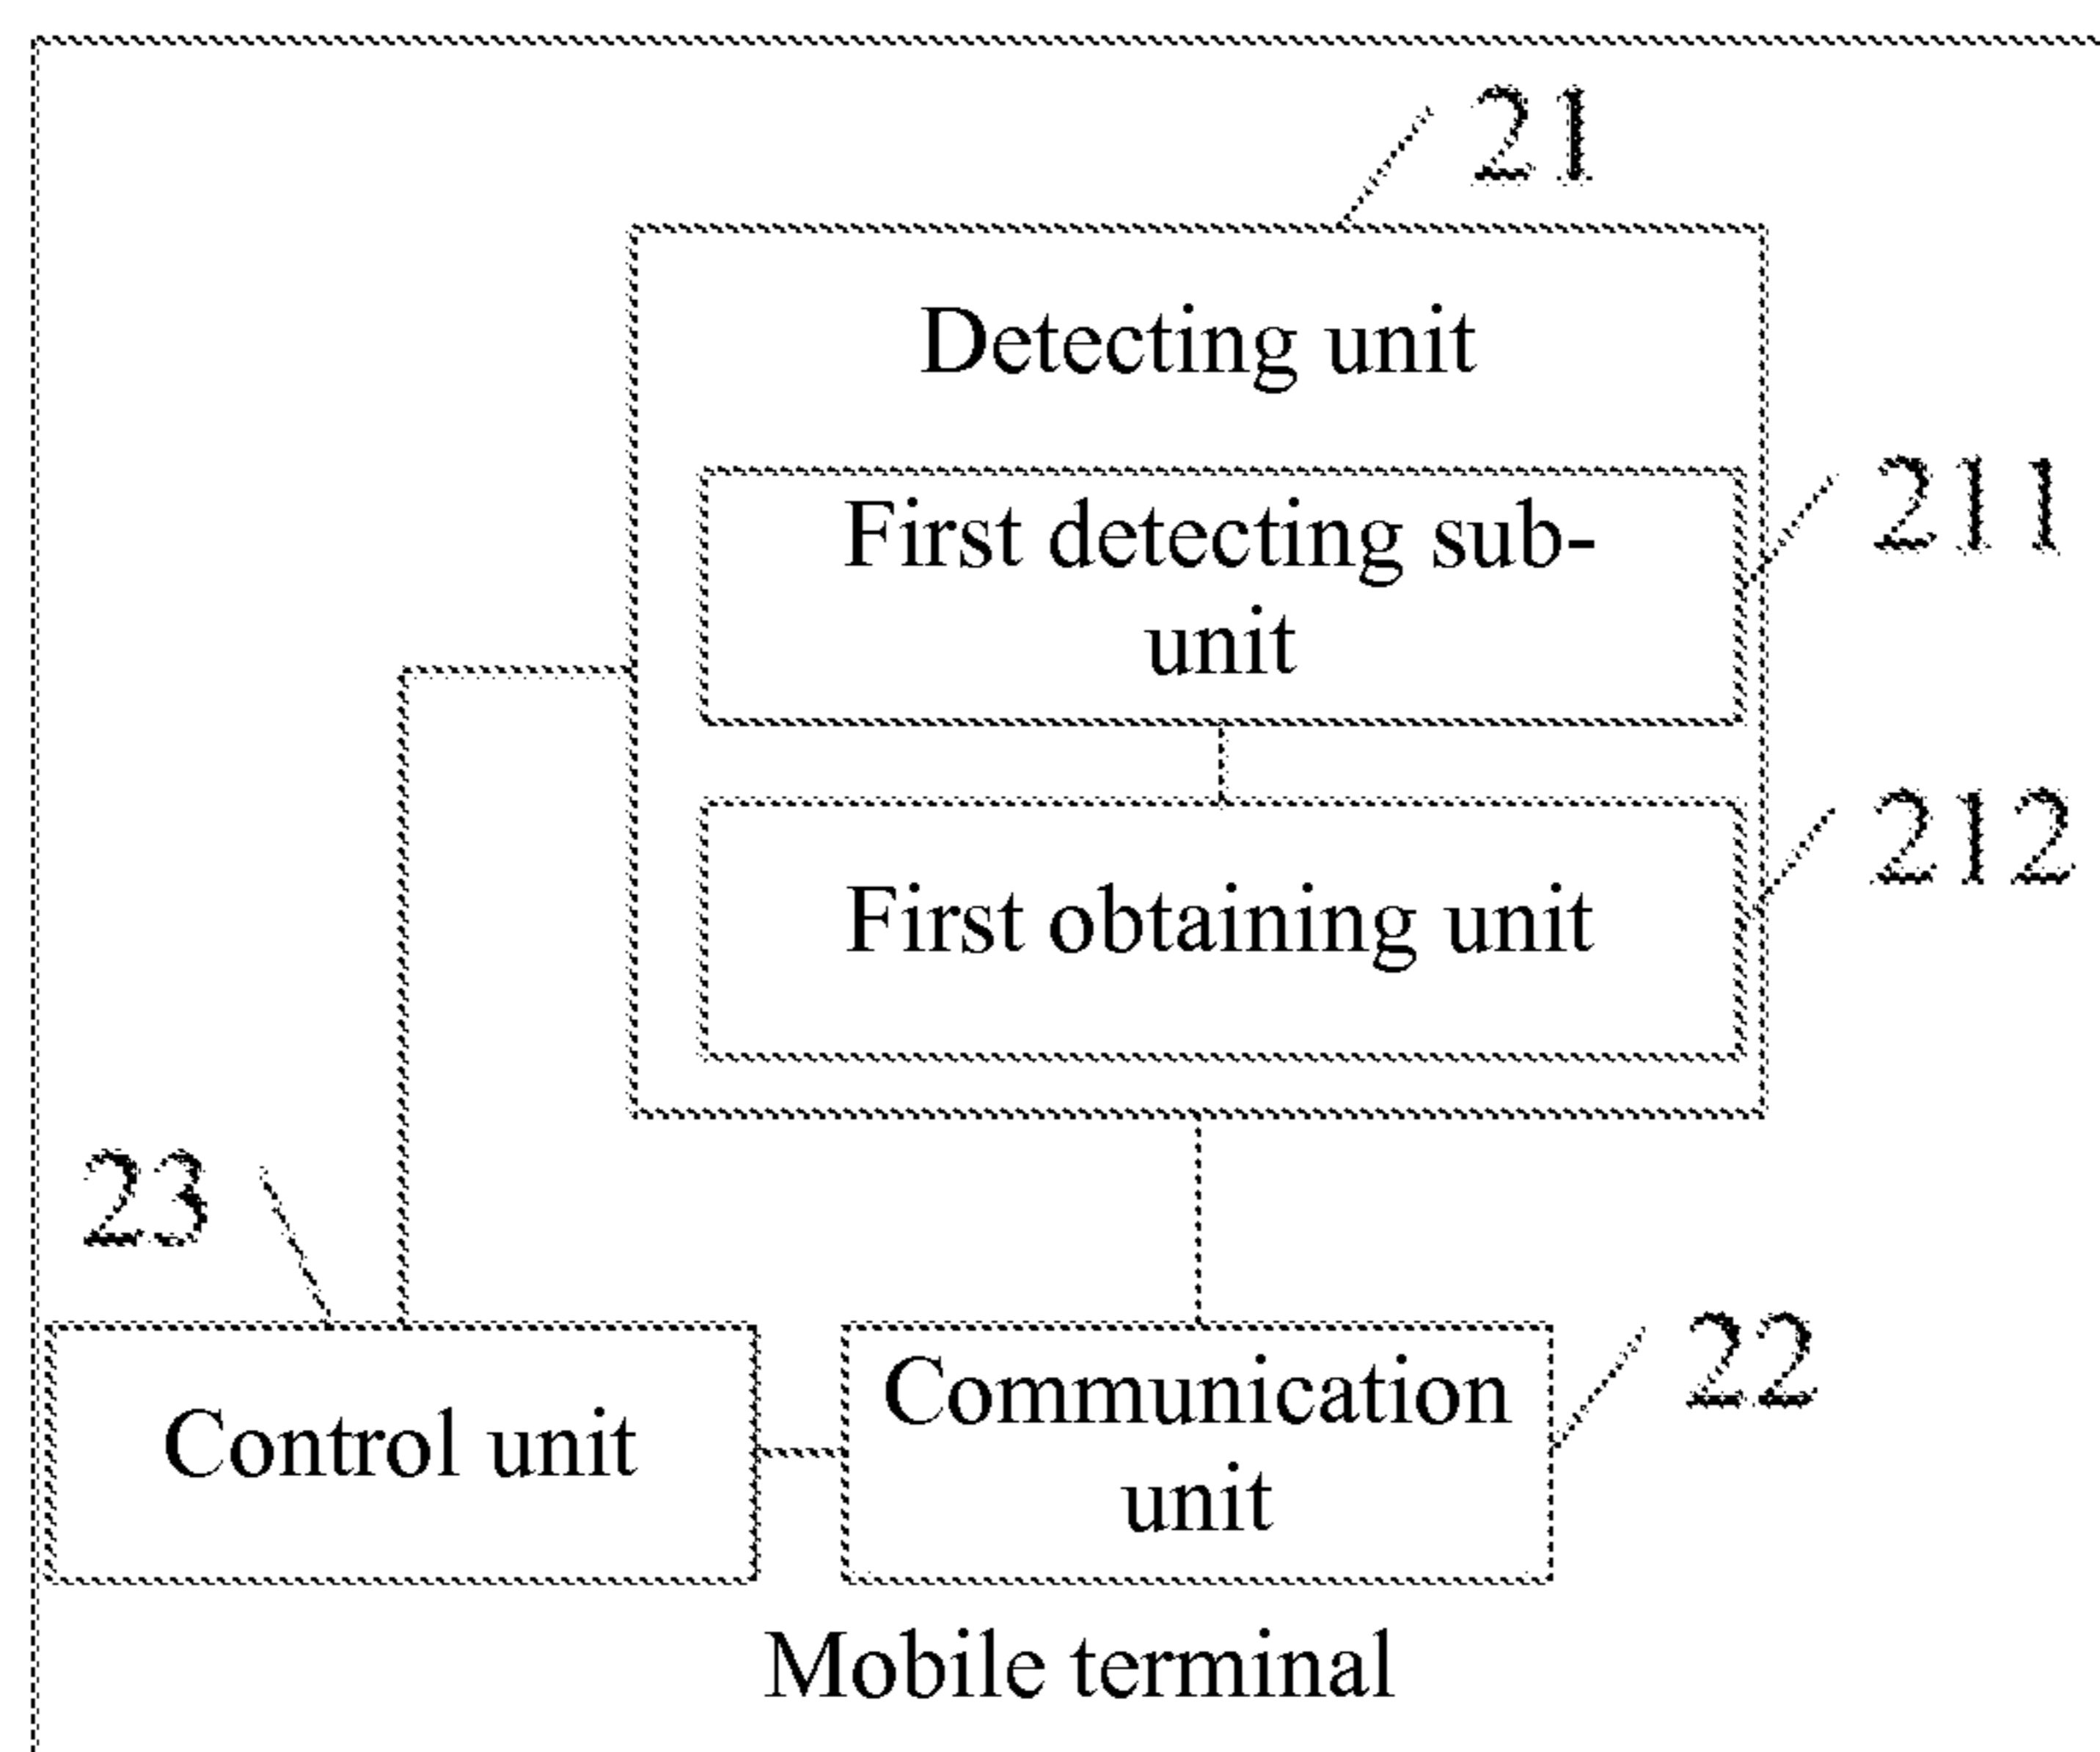 21
Detecting unit
211
First detecting sub-
unit
212
First obtaining unit
23
22
Control unit
Communication
unit
Mobile terminal